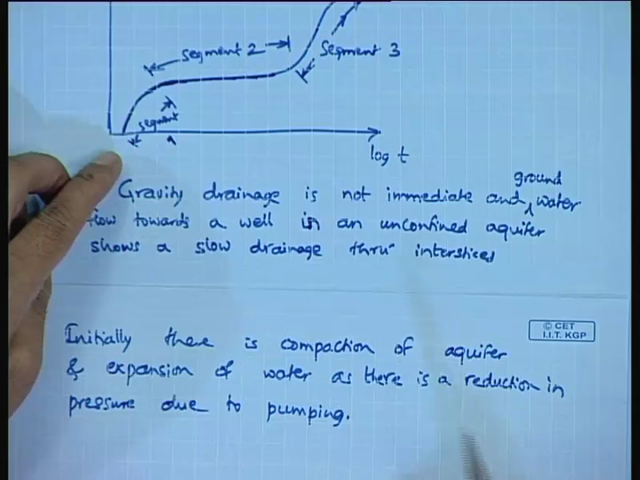 segment 2
segment 3
segment
1
log t
Gravity drainage is not immediate and ground water
flow towards a well in an unconfined aquifer
shows a slow drainage thru' interstices
© CET
I.I.T. KGP
Initially there is compaction of aquifer
& expansion of water as there is a reduction in
pressure due to pumping.